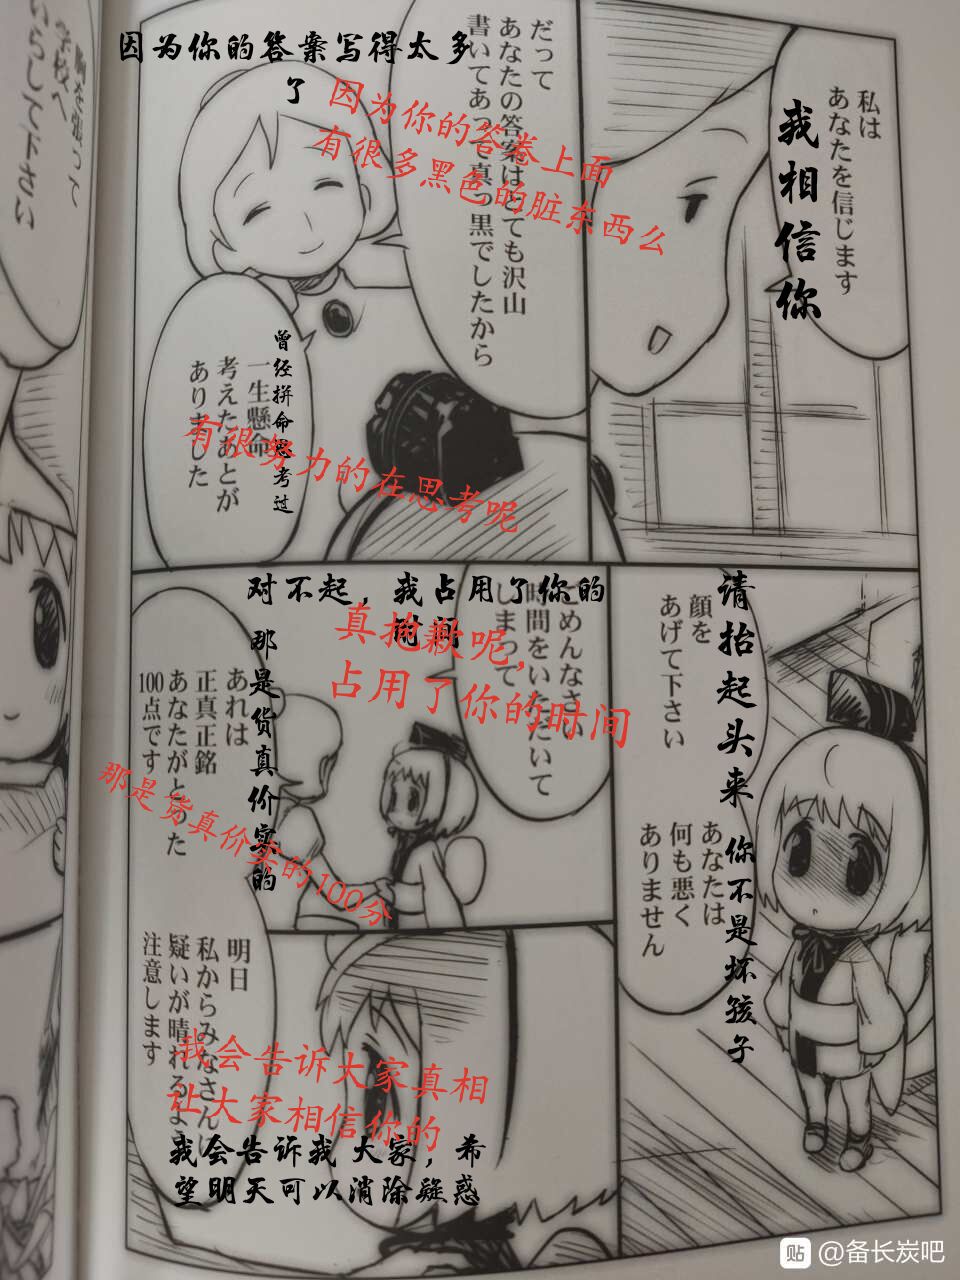 私は
あなたを信じます
我相信你
だって
あなたの答案はとても沢山
書いてあって真っ黒でしたから
因为你的答案写得太多
了
因为你的答卷上面
有很多黑色的脏东西么
一生懸命
考えたあとが
ありました
曾经拼命思考过
有很努力的在思考呢
顔を
あげて下さい
请抬起头来
あなたは
何も悪く
ありません
你不是坏孩子
ごめんなさい
時間をいただいて
しまって
对不起，我占用了你的
时间
真抱歉呢，
占用了你的时间
あれは
正真正銘
あなたがとった
100点です
那是货真价实的
那是货真价实的100分
明日
私からみなさんに
疑いが晴れるよう
注意します
我会告诉大家真相
让大家相信你的
我会告诉我 大家，希
望明天可以消除疑惑
胸を張って
学校へ
いらして下さい
贴 @备长炭吧